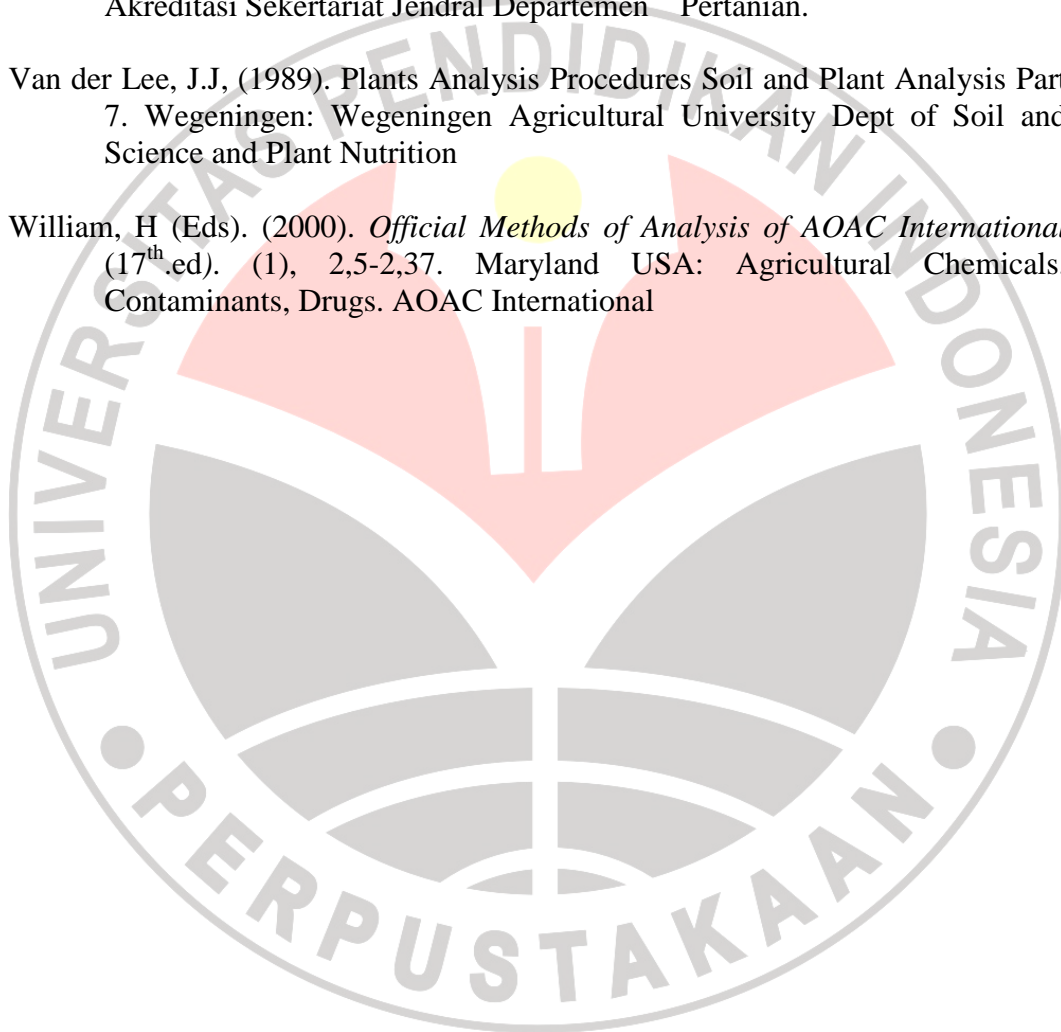 Akreditasi Sekertariat Jendral Departemen Pertanian.
Van der Lee, J.J, (1989). Plants Analysis Procedures Soil and Plant Analysis Part
7. Wegeningen: Wegeningen Agricultural University Dept of Soil and
Science and Plant Nutrition
William, H (Eds). (2000). Official Methods of Analysis of AOAC International
(17th.ed). (1), 2,5-2,37. Maryland USA: Agricultural Chemicals.
Contaminants, Drugs. AOAC International
UNIVERSITAS PENDIDIKAN INDONESIA
PERPUSTAKAAN